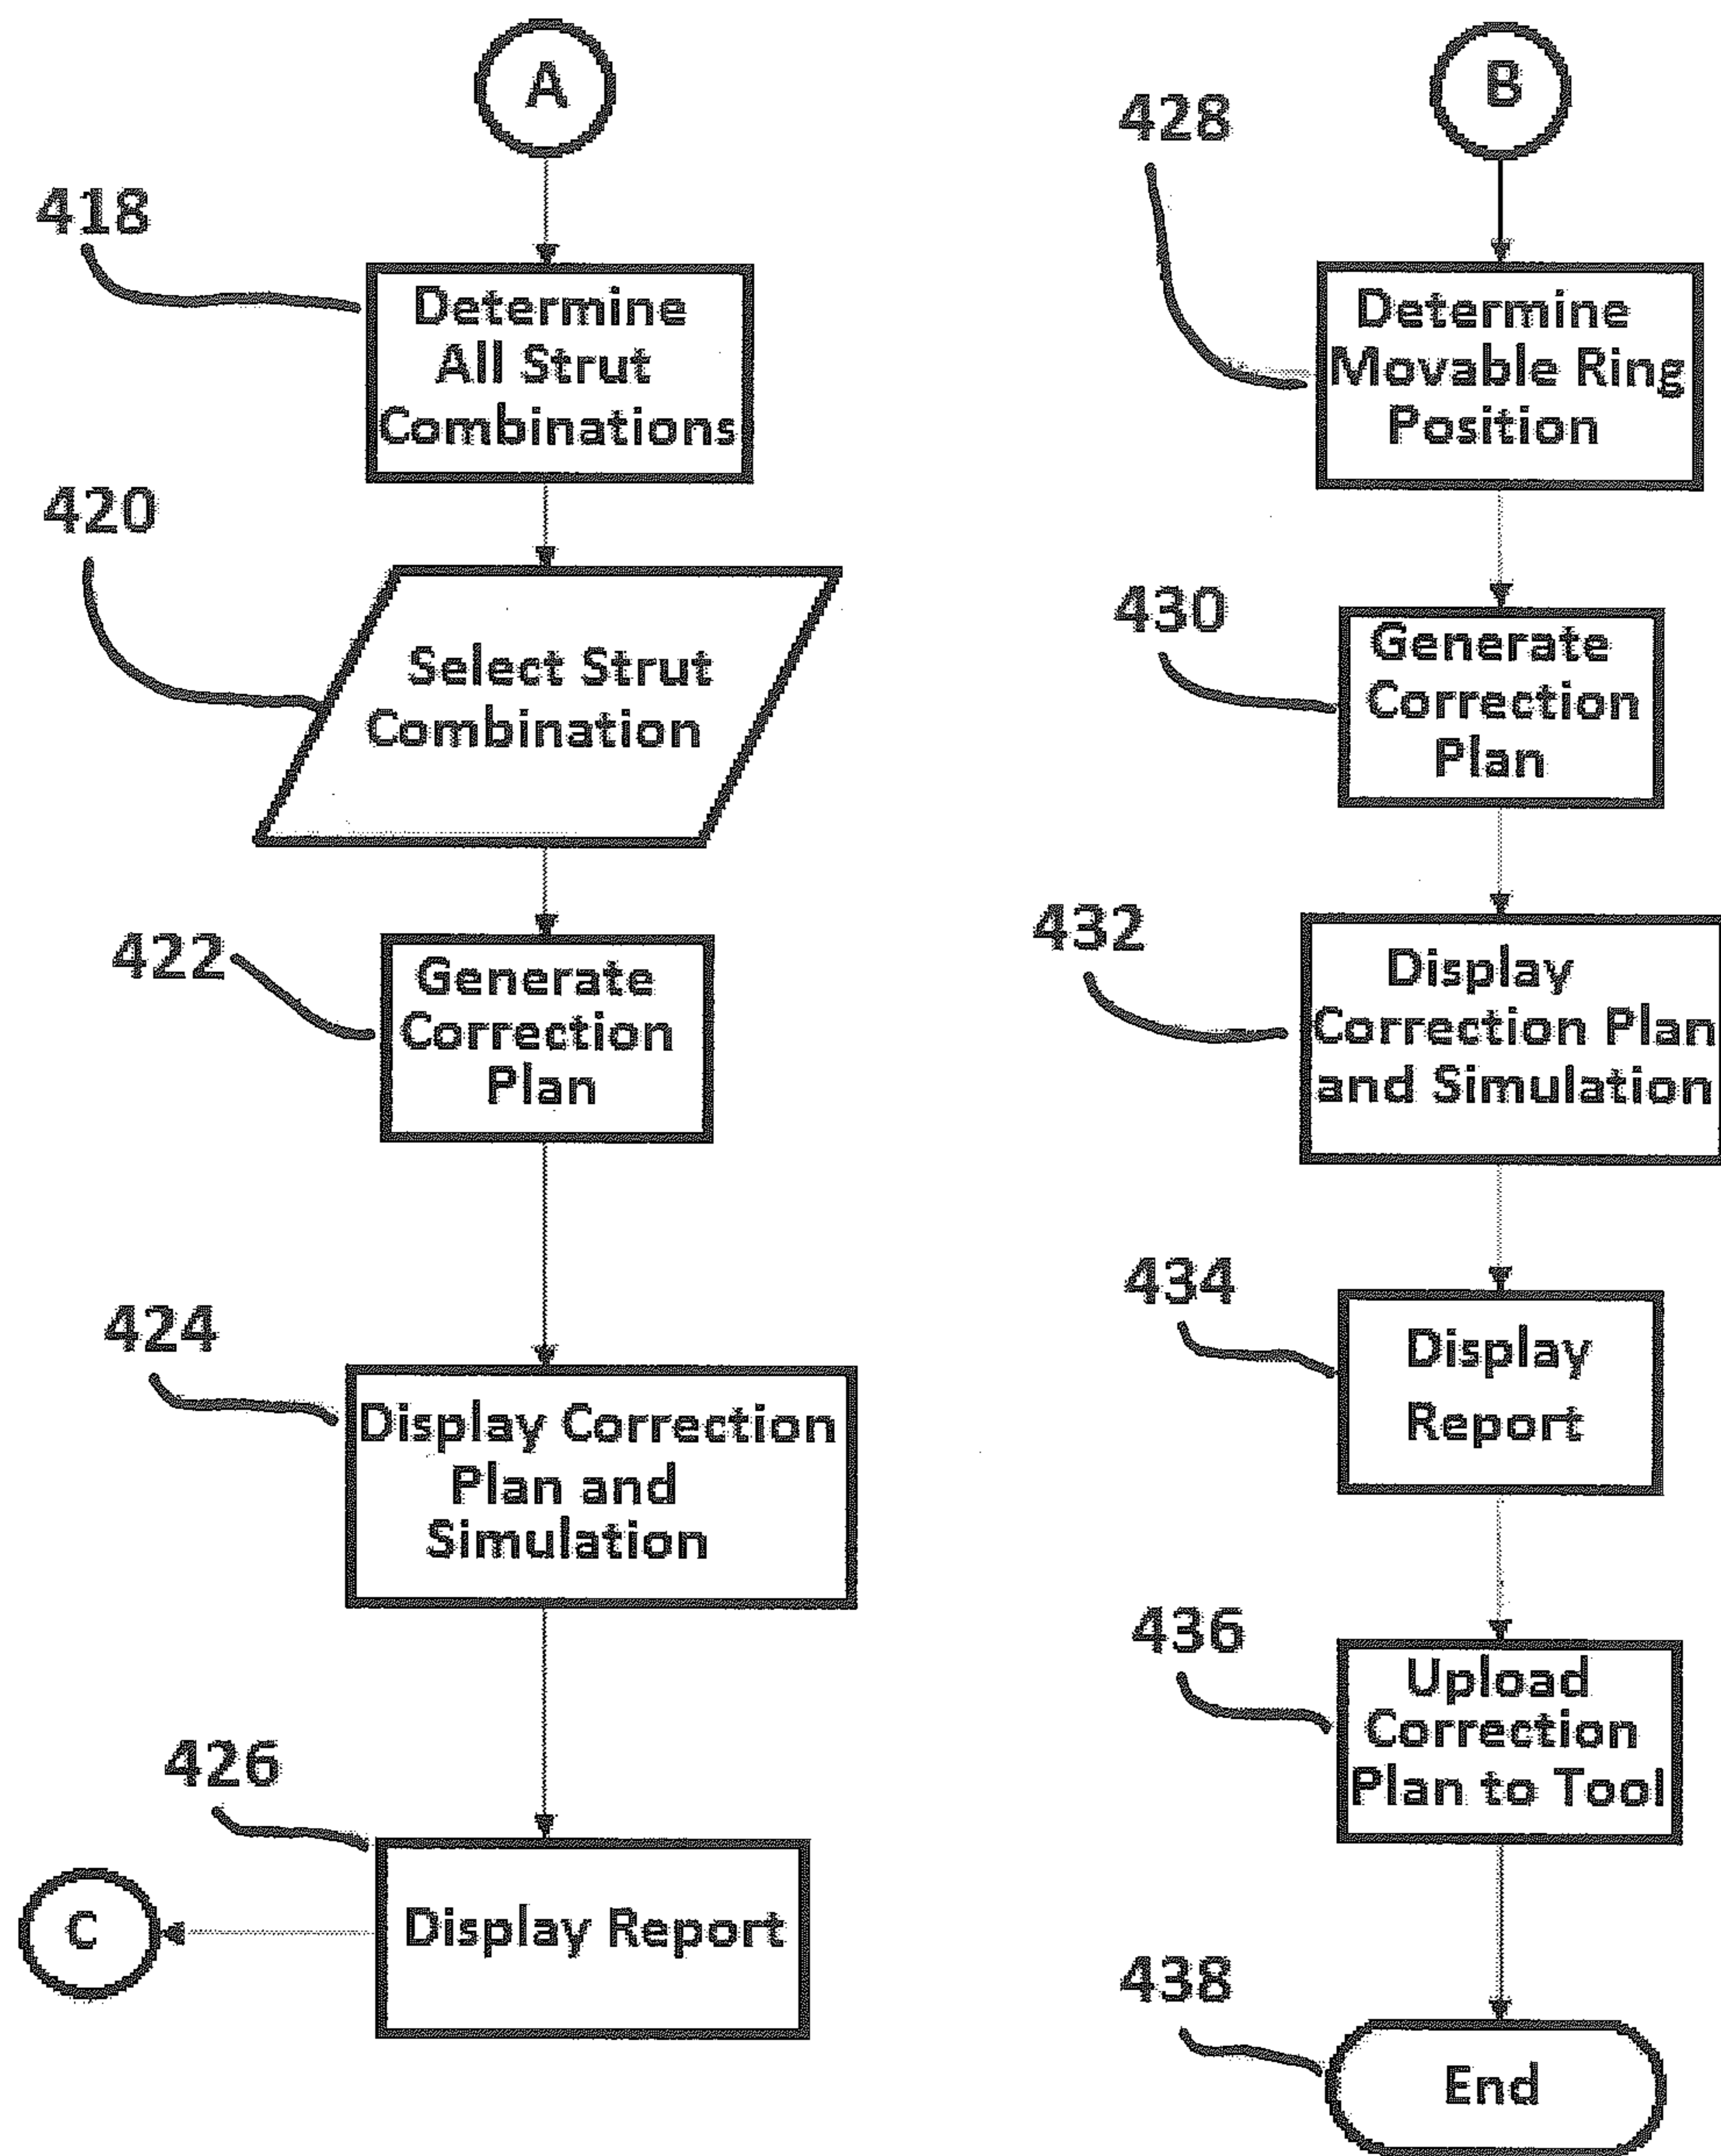 A
418
Determine
All Strut
Combinations
420
Select Strut
Combination
422
Generate
Correction
Plan
424
Display Correction
Plan and
Simulation
426
Display Report
C
B
428
Determine
Movable Ring
Position
430
Generate
Correction
Plan
432
Display
Correction Plan
and Simulation
434
Display
Report
436
Upload
Correction
Plan to Tool
438
End